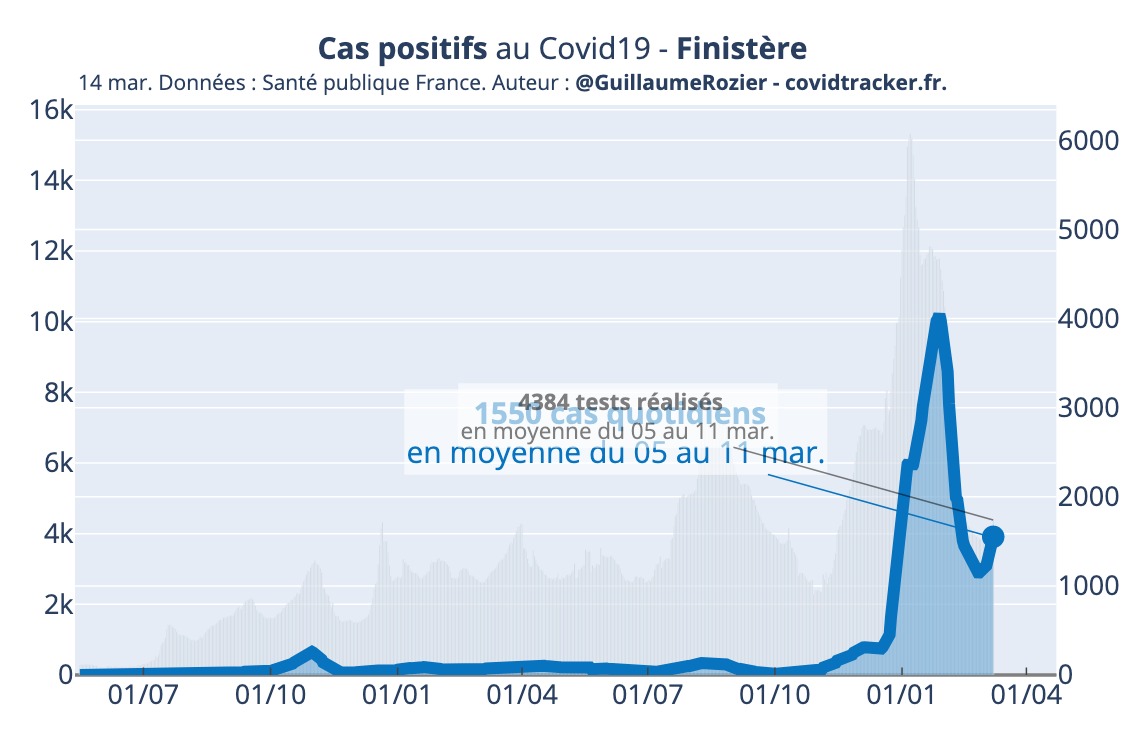 Cas positifs au Covid19 - Finistère
14 mar. Données : Santé publique France. Auteur : @GuillaumeRozier - covidtracker.fr.
16k
14k
12k
10k
8k
6k
4k
2k
0
6000
5000
4000
3000
2000
1000
0
4384 tests réalisés
1550 cas quotidiens
en moyenne du 05 au 11 mar.
en moyenne du 05 au 11 mar.
01/07
01/10
01/01
01/04
01/07
01/10
01/01
01/04